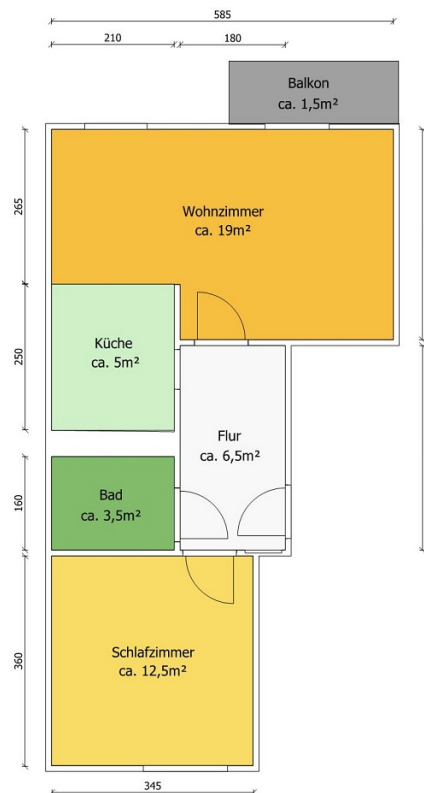 585
210
180
Balkon
ca. 1,5m²
265
Wohnzimmer
ca. 19m²
250
Küche
ca. 5m²
Flur
ca. 6,5m²
160
Bad
ca. 3,5m²
360
Schlafzimmer
ca. 12,5m²
345